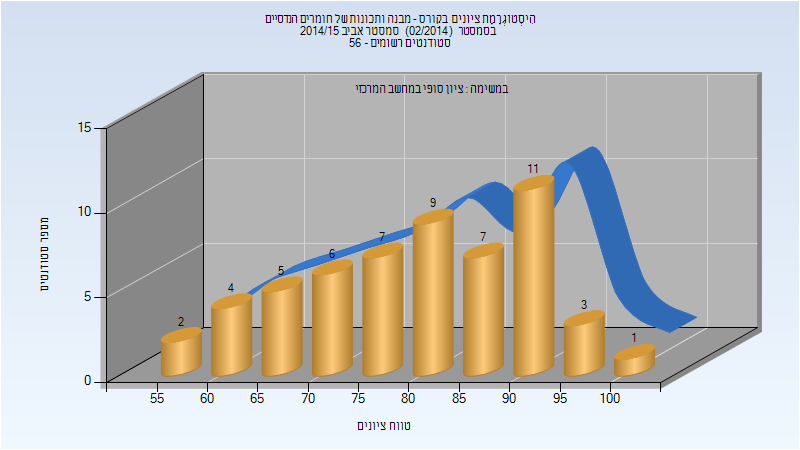 היסטוגרמת ציונים בקורס - מבנה ותכונות של חומרים הנדסיים
בסמסטר (02/2014) סמסטר אביב 2014/15
סטודנטים רשומים - 56
במשימה : ציון סופי במחשב המרכזי
מספר סטודנטים
15
10
5
0
2
4
5
6
7
9
7
11
3
1
55 60 65 70 75 80 85 90 95 100
טווח ציונים